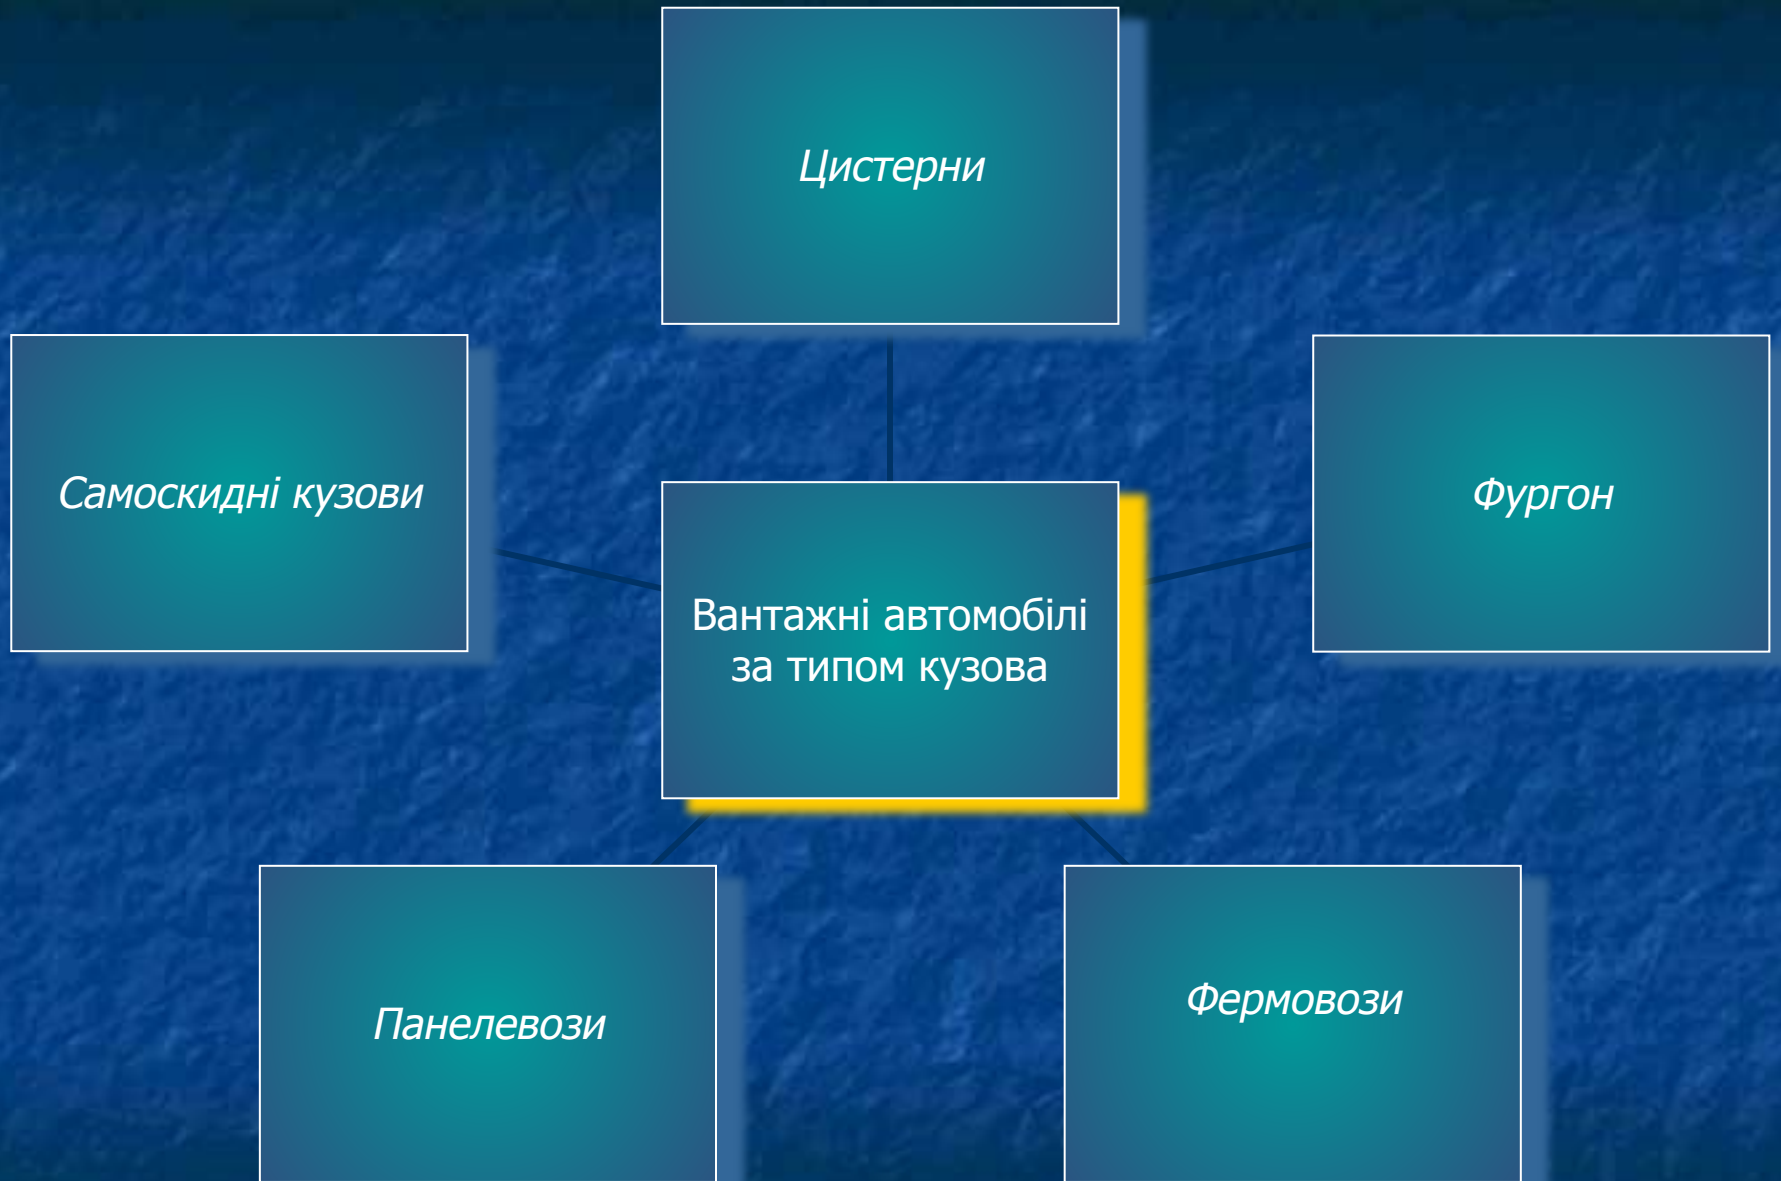 Цистерни
Самоскидні кузови
Фургон
Вантажні автомобілі
за типом кузова
Панелевози
Фермовози